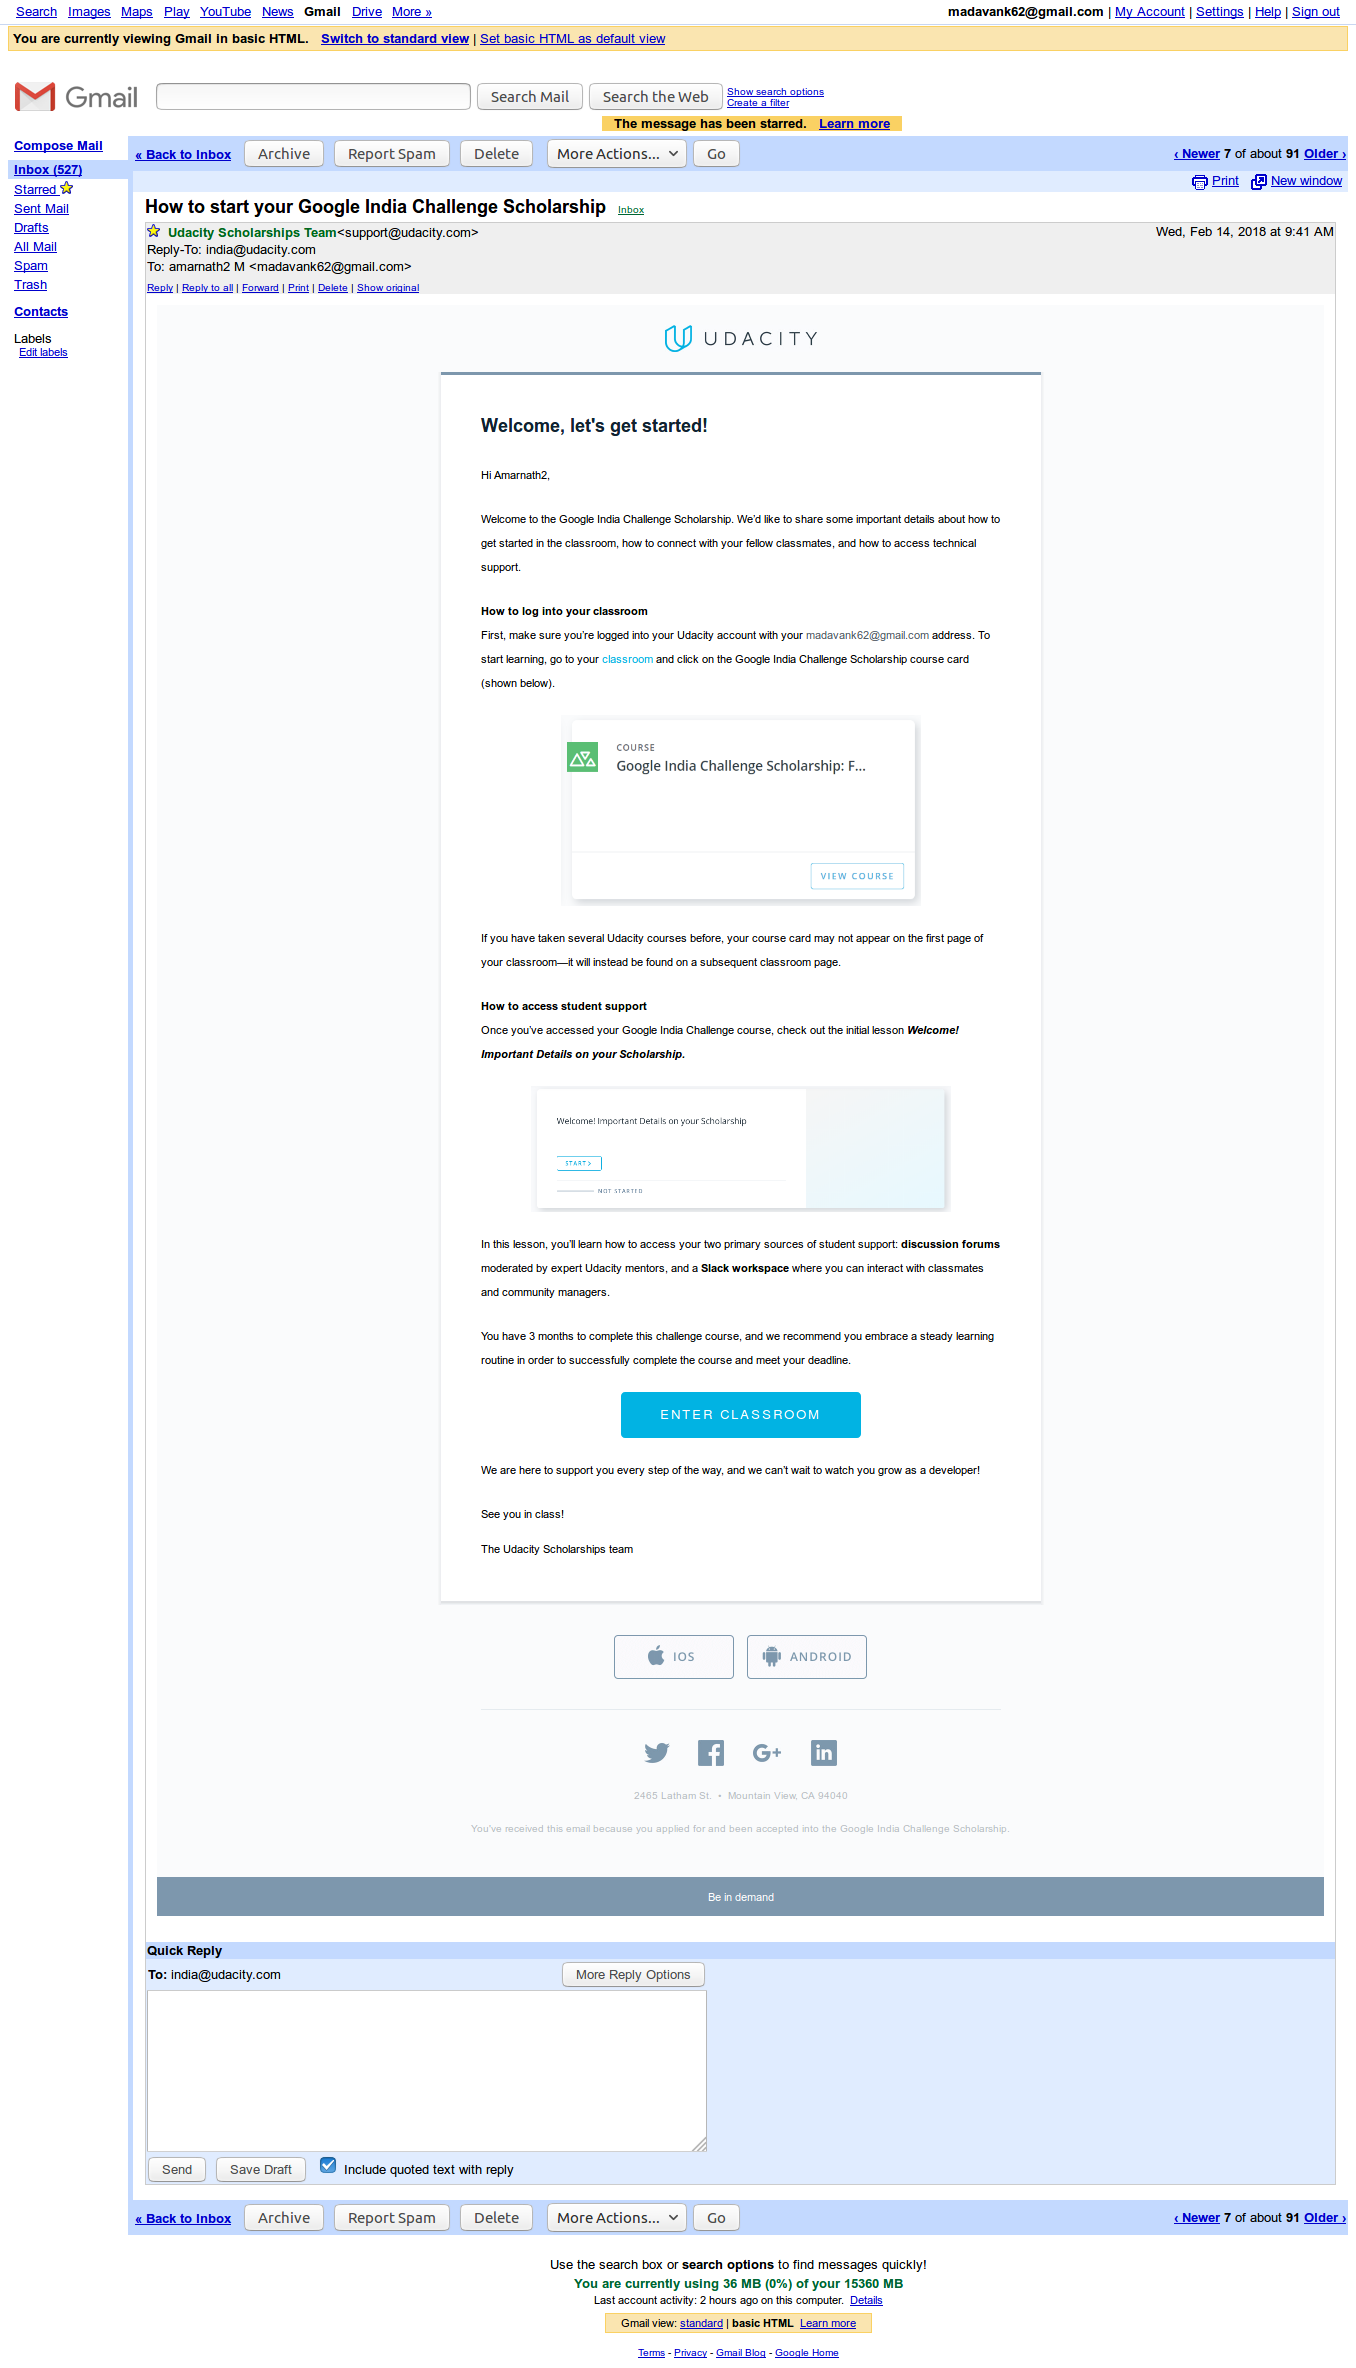 Search Images Maps Play YouTube News Gmail Drive More »
madavank62@gmail.com | My Account | Settings | Help | Sign out
You are currently viewing Gmail in basic HTML. Switch to standard view | Set basic HTML as default view
Gmail Search Mail Search the Web Show search options
Create a filter
The message has been starred. Learn more
Compose Mail
Inbox (527)
Starred
Sent Mail
Drafts
All Mail
Spam
Trash
Contacts
Labels
Edit labels
« Back to Inbox Archive Report Spam Delete More Actions... Go ‹ Newer 7 of about 91 Older ›
Print New window
How to start your Google India Challenge Scholarship Inbox
Udacity Scholarships Team<support@udacity.com> Wed, Feb 14, 2018 at 9:41 AM
Reply-To: india@udacity.com
To: amarnath2 M <madavank62@gmail.com>
Reply | Reply to all | Forward | Print | Delete | Show original
UDACITY
Welcome, let's get started!
Hi Amarnath2,
Welcome to the Google India Challenge Scholarship. We’d like to share some important details about how to
get started in the classroom, how to connect with your fellow classmates, and how to access technical
support.
How to log into your classroom
First, make sure you’re logged into your Udacity account with your madavank62@gmail.com address. To
start learning, go to your classroom and click on the Google India Challenge Scholarship course card
(shown below).
COURSE
Google India Challenge Scholarship: F...
VIEW COURSE
If you have taken several Udacity courses before, your course card may not appear on the first page of
your classroom—it will instead be found on a subsequent classroom page.
How to access student support
Once you’ve accessed your Google India Challenge course, check out the initial lesson Welcome!
Important Details on your Scholarship.
Welcome! Important Details on your Scholarship
START >
NOT STARTED
In this lesson, you’ll learn how to access your two primary sources of student support: discussion forums
moderated by expert Udacity mentors, and a Slack workspace where you can interact with classmates
and community managers.
You have 3 months to complete this challenge course, and we recommend you embrace a steady learning
routine in order to successfully complete the course and meet your deadline.
ENTER CLASSROOM
We are here to support you every step of the way, and we can’t wait to watch you grow as a developer!
See you in class!
The Udacity Scholarships team
IOS ANDROID
G+ in
2465 Latham St. • Mountain View, CA 94040
You’ve received this email because you applied for and been accepted into the Google India Challenge Scholarship.
Be in demand
Quick Reply
To: india@udacity.com More Reply Options
Send Save Draft Include quoted text with reply
« Back to Inbox Archive Report Spam Delete More Actions... Go ‹ Newer 7 of about 91 Older ›
Use the search box or search options to find messages quickly!
You are currently using 36 MB (0%) of your 15360 MB
Last account activity: 2 hours ago on this computer. Details
Gmail view: standard | basic HTML Learn more
Terms - Privacy - Gmail Blog - Google Home